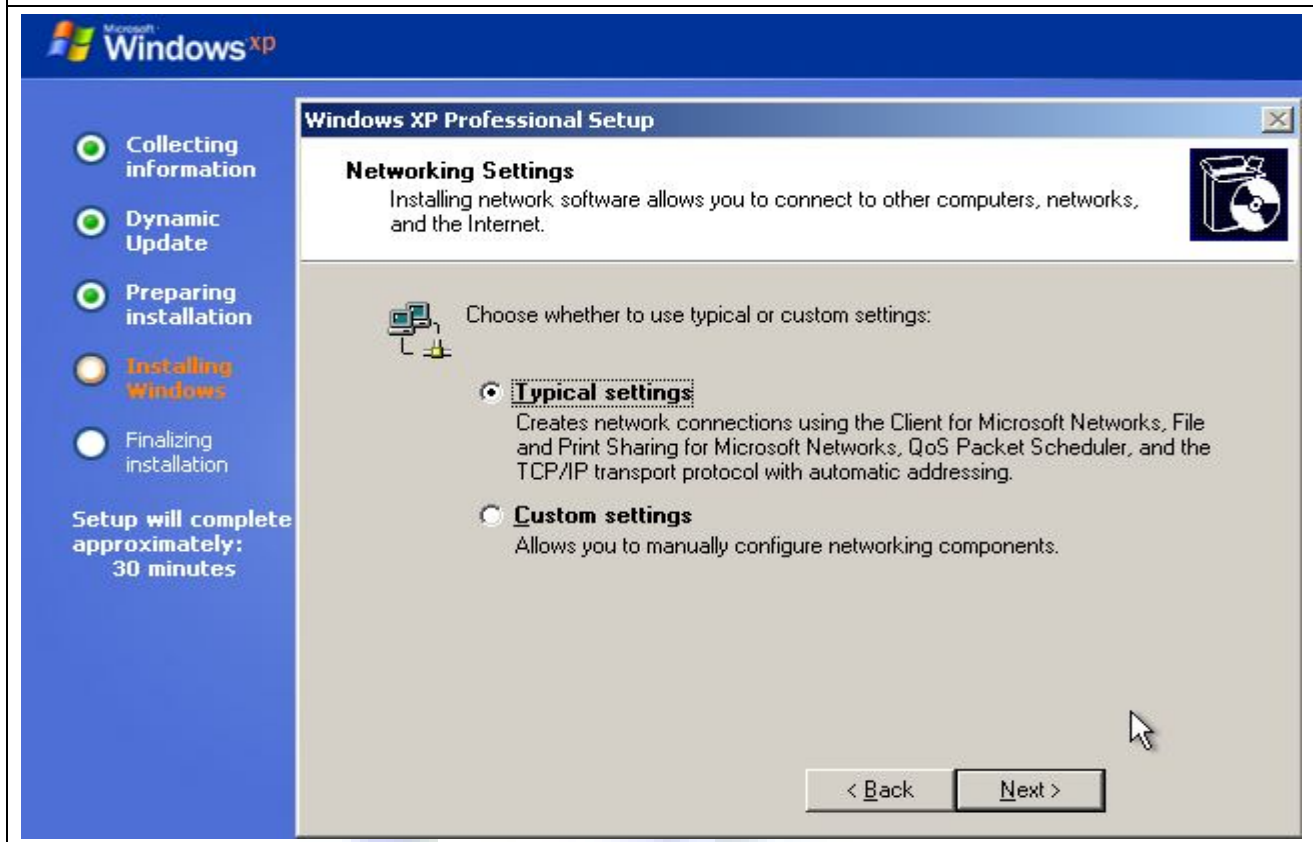 Microsoft
Windows xp
Collecting
information
Dynamic
Update
Preparing
installation
Installing
Windows
Finalizing
installation
Setup will complete
approximately:
30 minutes
Windows XP Professional Setup
Networking Settings
Installing network software allows you to connect to other computers, networks,
and the Internet.
Choose whether to use typical or custom settings:
Typical settings
Creates network connections using the Client for Microsoft Networks, File
and Print Sharing for Microsoft Networks, QoS Packet Scheduler, and the
TCP/IP transport protocol with automatic addressing.
Custom settings
Allows you to manually configure networking components.
< Back
Next >